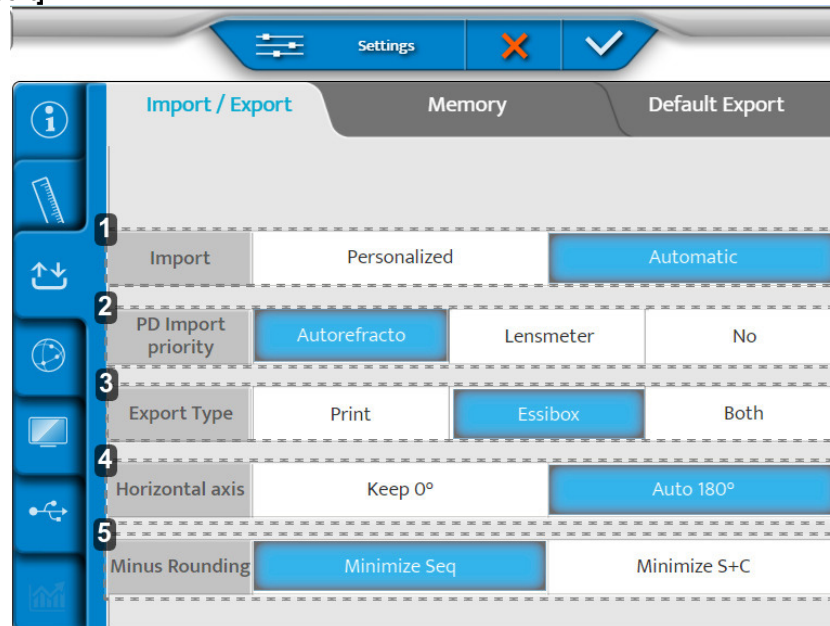 Settings
Import / Export Memory Default Export
1
Import Personalized Automatic
2
PD Import priority Autorefracto Lensmeter No
3
Export Type Print Essibox Both
4
Horizontal axis Keep 0° Auto 180°
5
Minus Rounding Minimize Seq Minimize S+C